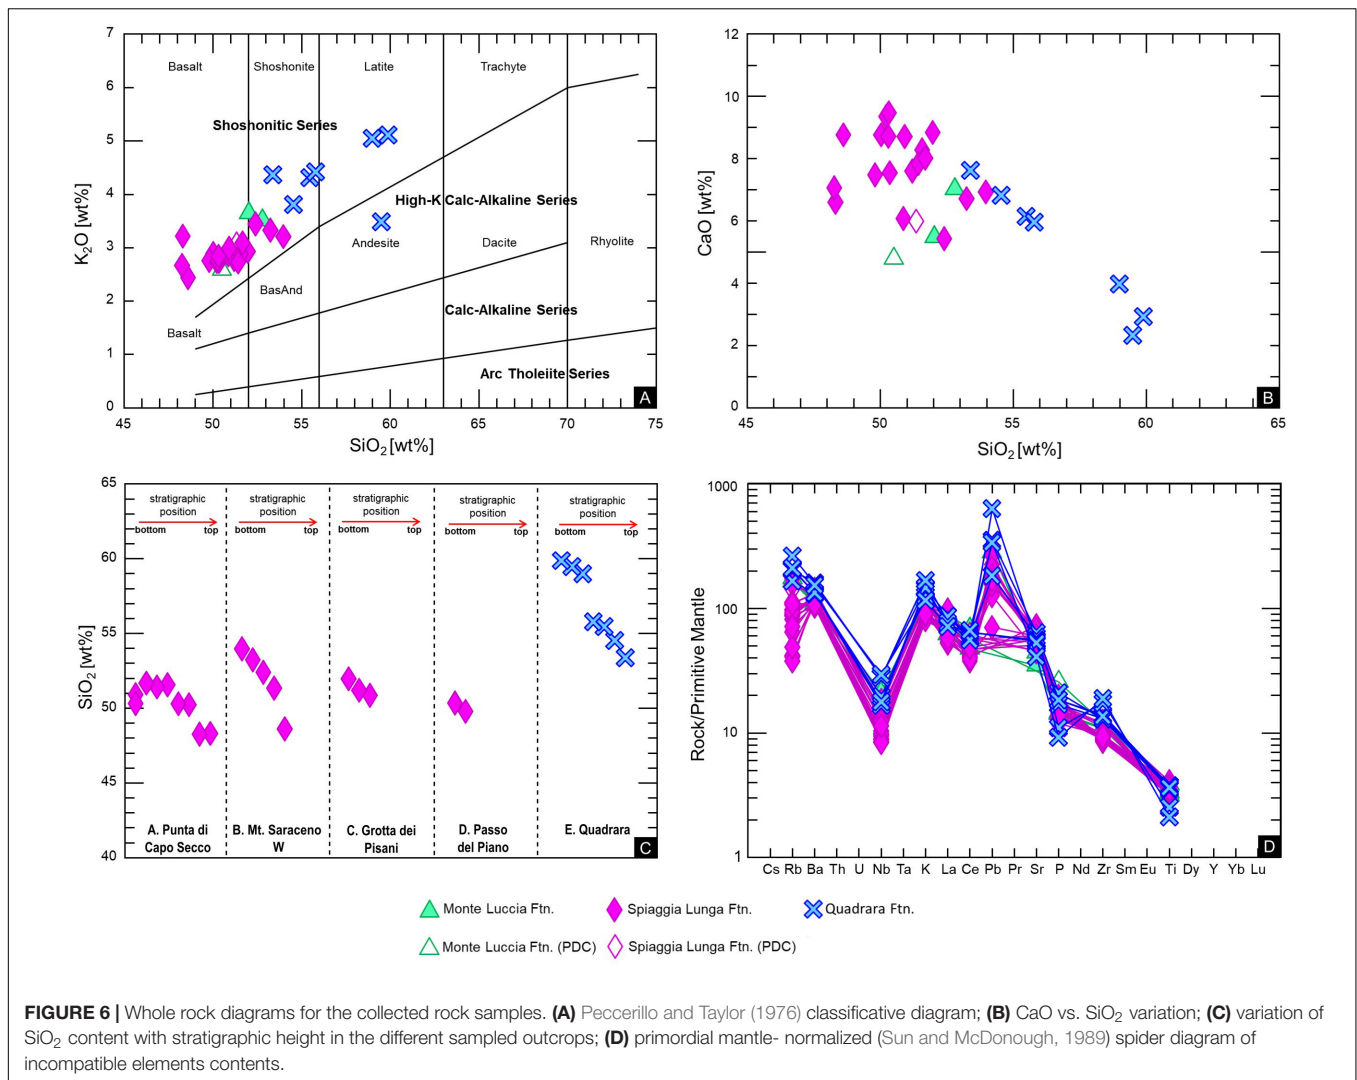 7
6
5
4
3
2
1
0
K2O [wt%]
Basalt
Shoshonite
Latite
Trachyte
Shoshonitic Series
High-K Calc-Alkaline Series
Andesite
Dacite
Rhyolite
BasAnd
Basalt
Calc-Alkaline Series
Arc Tholeiite Series
A
45 50 55 60 65 70 75
SiO2 [wt%]
12
10
8
6
4
2
0
CaO [wt%]
B
45 50 55 60 65
SiO2 [wt%]
65
60
55
50
45
40
SiO2 [wt%]
stratigraphic position
bottom top
stratigraphic position
bottom top
stratigraphic position
bottom top
stratigraphic position
bottom top
stratigraphic position
bottom top
A. Punta di Capo Secco
B. Mt. Saraceno W
C. Grotta dei Pisani
D. Passo del Piano
E. Quadrara
C
1000
100
10
1
Rock/Primitive Mantle
D
Cs Rb Ba Th U Nb Ta K La Ce Pb Pr Sr P Nd Zr Sm Eu Ti Dy Y Yb Lu
Monte Luccia Ftn.
Spiaggia Lunga Ftn.
Quadrara Ftn.
Monte Luccia Ftn. (PDC)
Spiaggia Lunga Ftn. (PDC)
FIGURE 6 | Whole rock diagrams for the collected rock samples. (A) Peccerillo and Taylor (1976) classificative diagram; (B) CaO vs. SiO2 variation; (C) variation of
SiO2 content with stratigraphic height in the different sampled outcrops; (D) primordial mantle- normalized (Sun and McDonough, 1989) spider diagram of
incompatible elements contents.